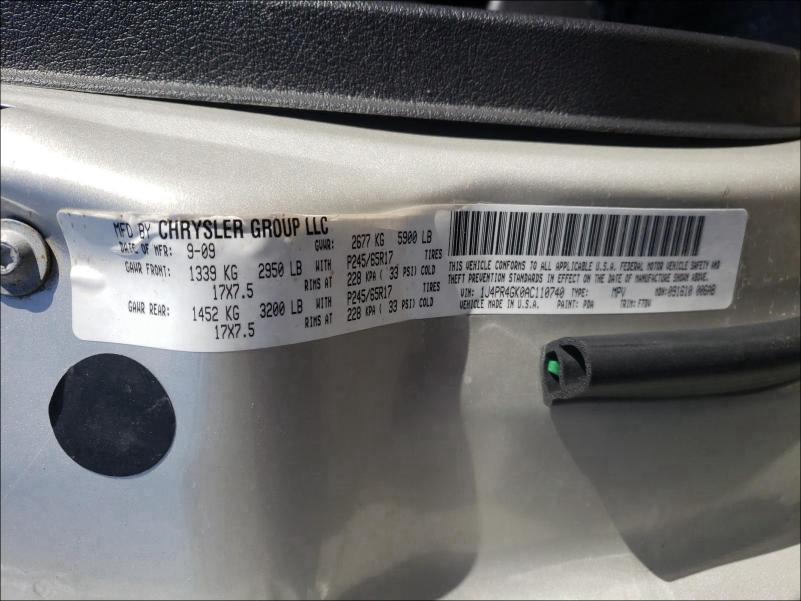 MFD BY CHRYSLER GROUP LLC
DATE OF MFR: 9-09 GVWR: 2677 KG 5900 LB
GAWR FRONT: 1339 KG 2950 LB WITH P245/65R17 TIRES
17X7.5 RIMS AT 228 KPA ( 33 PSI) COLD
GAWR REAR: 1452 KG 3200 LB WITH P245/65R17 TIRES
17X7.5 RIMS AT 228 KPA ( 33 PSI) COLD
THIS VEHICLE CONFORMS TO ALL APPLICABLE U.S.A. FEDERAL MOTOR VEHICLE SAFETY AND
THEFT PREVENTION STANDARDS IN EFFECT ON THE DATE OF MANUFACTURE SHOWN ABOVE.
VIN: 1J4PR4GK0AC110740 TYPE: MPV MDH: 091610 006AB
VEHICLE MADE IN U.S.A. PAINT: PDA TRIM: F7DV